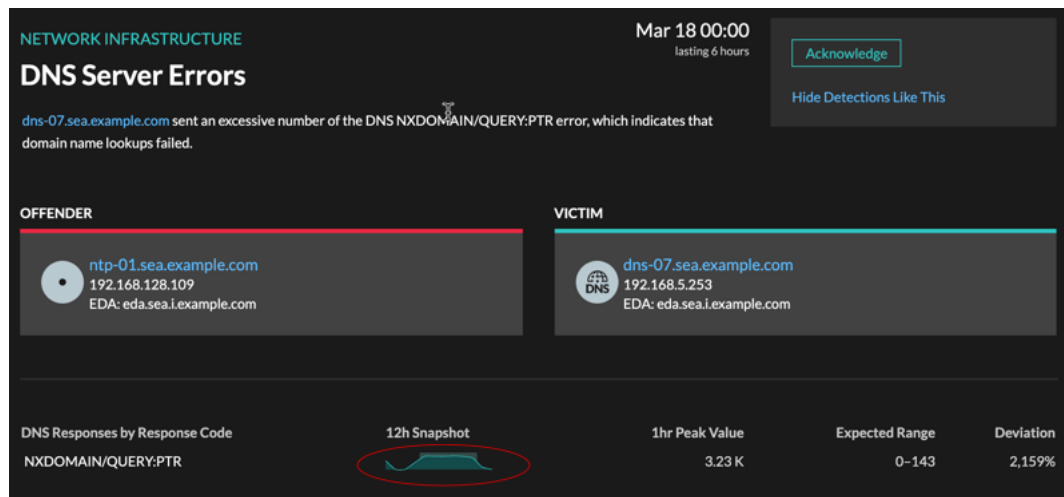 NETWORK INFRASTRUCTURE
DNS Server Errors
Mar 18 00:00
lasting 6 hours
Acknowledge
Hide Detections Like This
dns-07.sea.example.com sent an excessive number of the DNS NXDOMAIN/QUERY:PTR error, which indicates that
domain name lookups failed.
OFFENDER
ntp-01.sea.example.com
192.168.128.109
EDA: eda.sea.i.example.com
VICTIM
DNS
dns-07.sea.example.com
192.168.5.253
EDA: eda.sea.i.example.com
DNS Responses by Response Code 12h Snapshot 1hr Peak Value Expected Range Deviation
NXDOMAIN/QUERY:PTR 3.23 K 0–143 2,159%